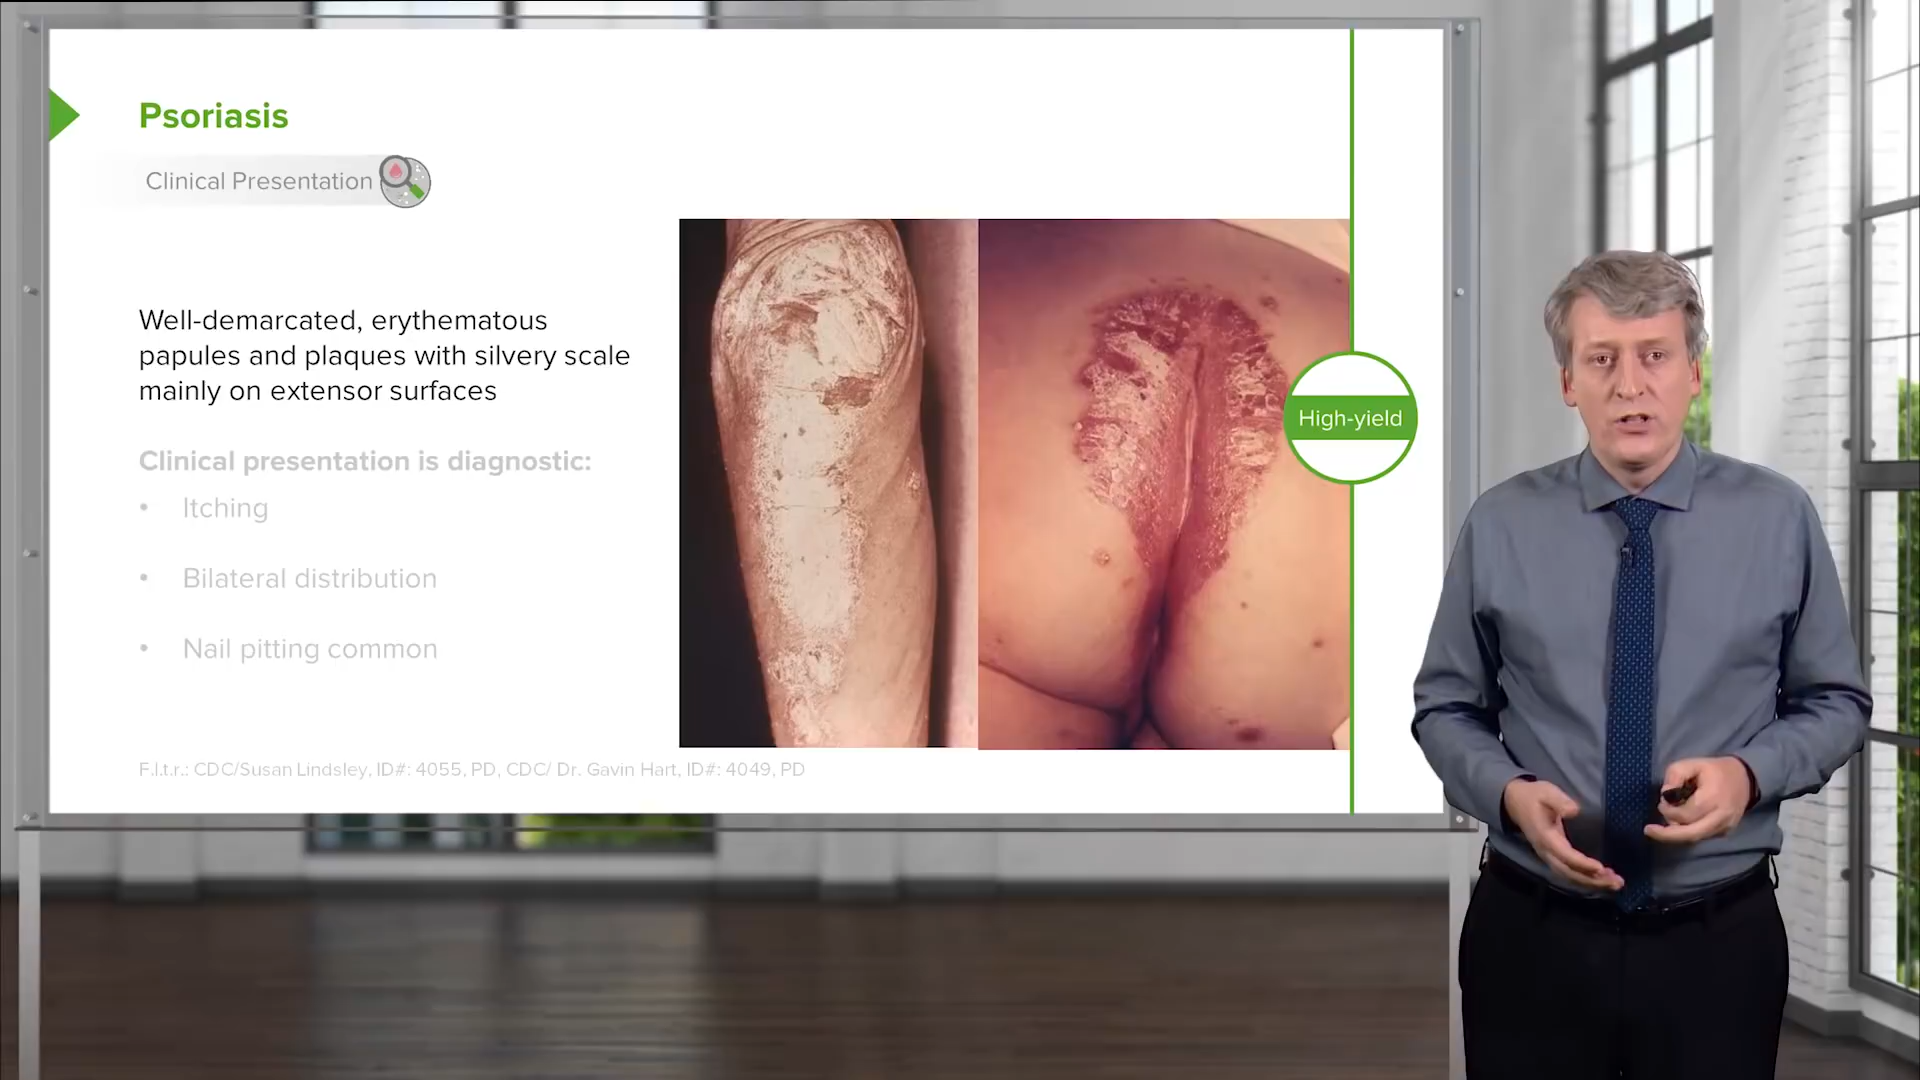 Psoriasis
Clinical Presentation
Well-demarcated, erythematous
papules and plaques with silvery scale
mainly on extensor surfaces
Clinical presentation is diagnostic:
• Itching
• Bilateral distribution
• Nail pitting common
High-yield
F.l.t.r.: CDC/Susan Lindsley, ID#: 4055, PD, CDC/ Dr. Gavin Hart, ID#: 4049, PD